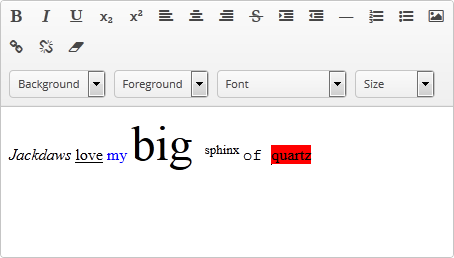 B I U x₂ x² S
Background Foreground Font Size
Jackdaws love my big sphinx of quartz